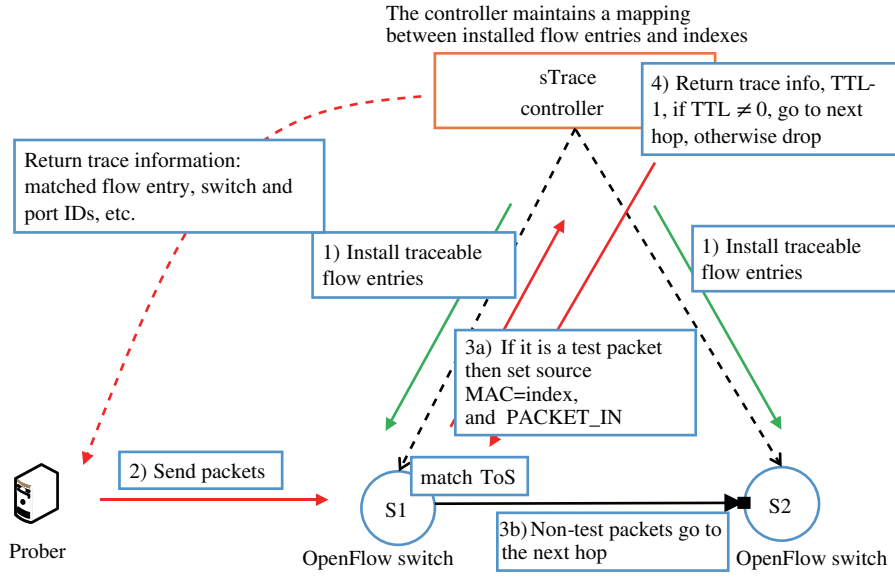 The controller maintains a mapping
between installed flow entries and indexes
sTrace
controller
4) Return trace info, TTL-
1, if TTL ≠ 0, go to next
hop, otherwise drop
Return trace information:
matched flow entry, switch and
port IDs, etc.
1) Install traceable
flow entries
1) Install traceable
flow entries
3a) If it is a test packet
then set source
MAC=index,
and PACKET_IN
2) Send packets
match ToS
S1
S2
3b) Non-test packets go to
the next hop
Prober
OpenFlow switch
OpenFlow switch